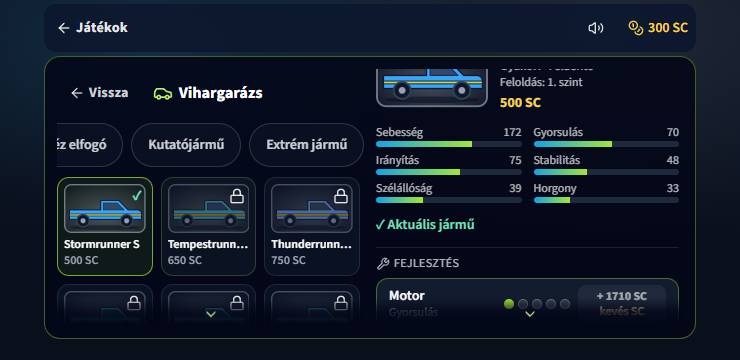 Játékok
300 SC
Vissza
Vihargarázs
éz elfogó
Kutatójármű
Extrém jármű
Stormrunner S
500 SC
Tempestrunn...
650 SC
Thunderrunn...
750 SC
Feloldás: 1. szint
500 SC
Sebesség 172
Gyorsulás 70
Irányítás 75
Stabilitás 48
Szélállóság 39
Horgony 33
✓ Aktuális jármű
FEJLESZTÉS
Motor
Gyorsulás
+ 1710 SC
kevés SC